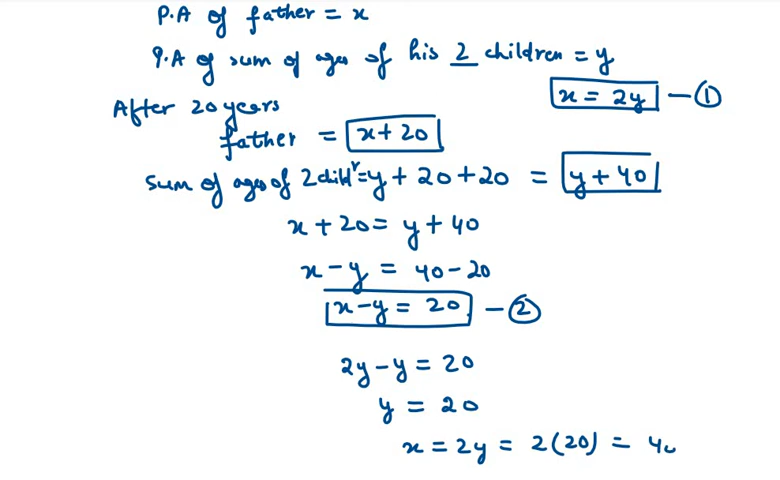 P.A of father = x
P.A of sum of ages of his 2 children = y
x = 2y — ①
After 20 years
father = x + 20
Sum of ages of 2 childr = y + 20 + 20 = y + 40
x + 20 = y + 40
x - y = 40 - 20
x - y = 20 — ②
2y - y = 20
y = 20
x = 2y = 2(20) = 40